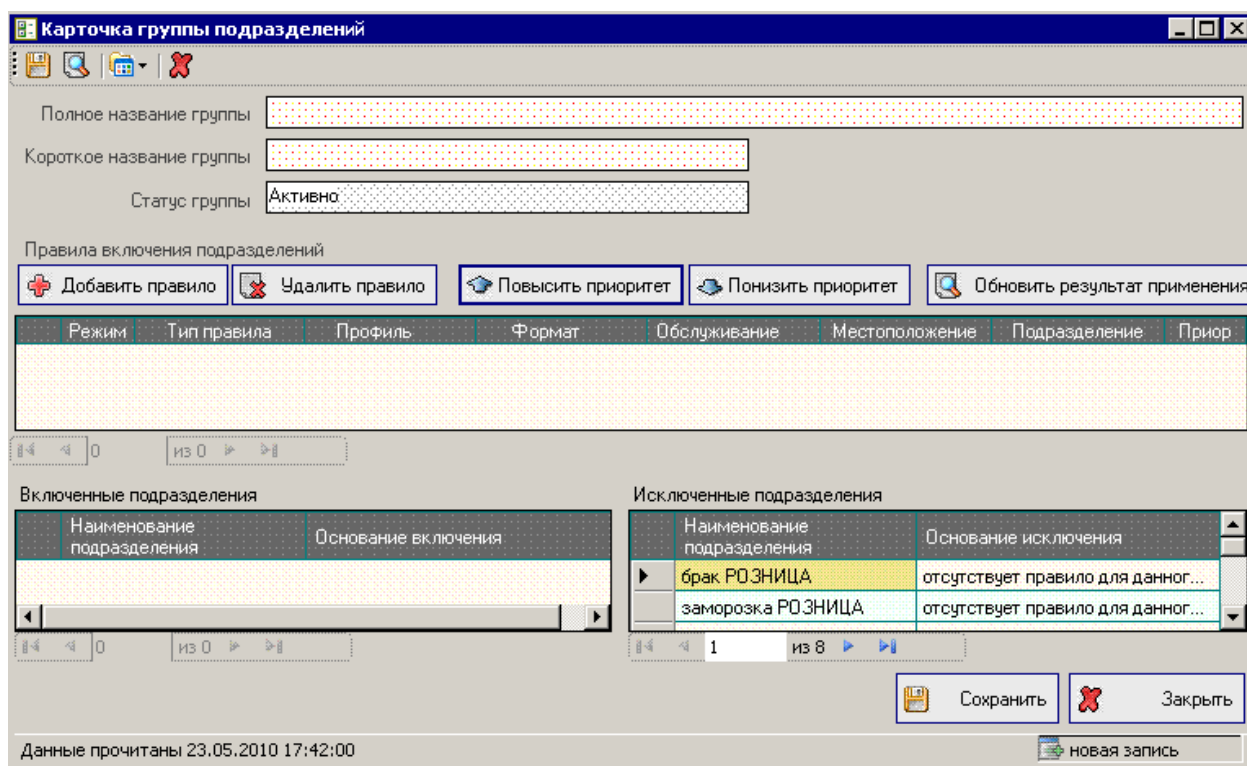 Карточка группы подразделений
Полное название группы
Короткое название группы
Статус группы Активно
Правила включения подразделений
Добавить правило Удалить правило Повысить приоритет Понизить приоритет Обновить результат применения
Режим Тип правила Профиль Формат Обслуживание Местоположение Подразделение Приор
0 из 0
Включенные подразделения Исключенные подразделения
Наименование подразделения Основание включения
Наименование подразделения Основание исключения
брак РОЗНИЦА отсутствует правило для данног...
заморозка РОЗНИЦА отсутствует правило для данног...
0 из 0 1 из 8
Сохранить Закрыть
Данные прочитаны 23.05.2010 17:42:00 новая запись